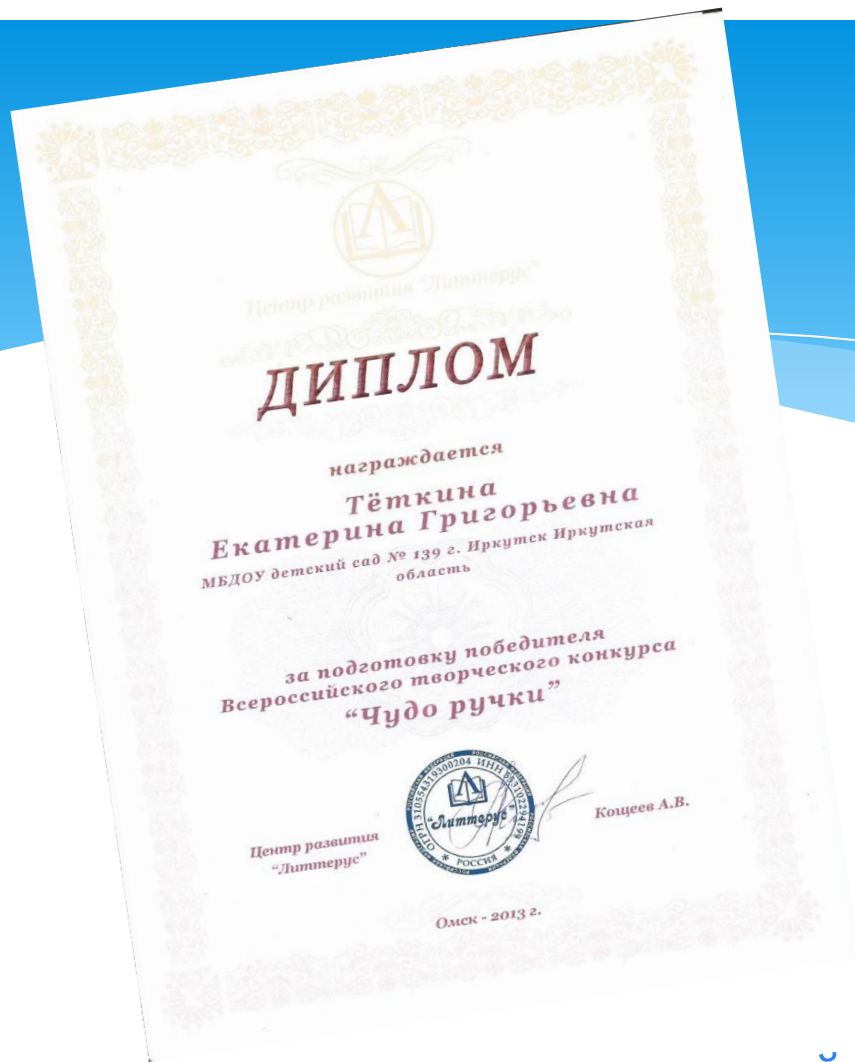 Центр развития "Литтерус"
ДИПЛОМ
награждается
Тёткина
Екатерина Григорьевна
МБДОУ детский сад № 139 г. Иркутск Иркутская
область
за подготовку победителя
Всероссийского творческого конкурса
“Чудо ручки”
Центр развития
“Литтерус”
"Литтерус"
РОССИЯ
Кощеев А.В.
Омск - 2013 г.